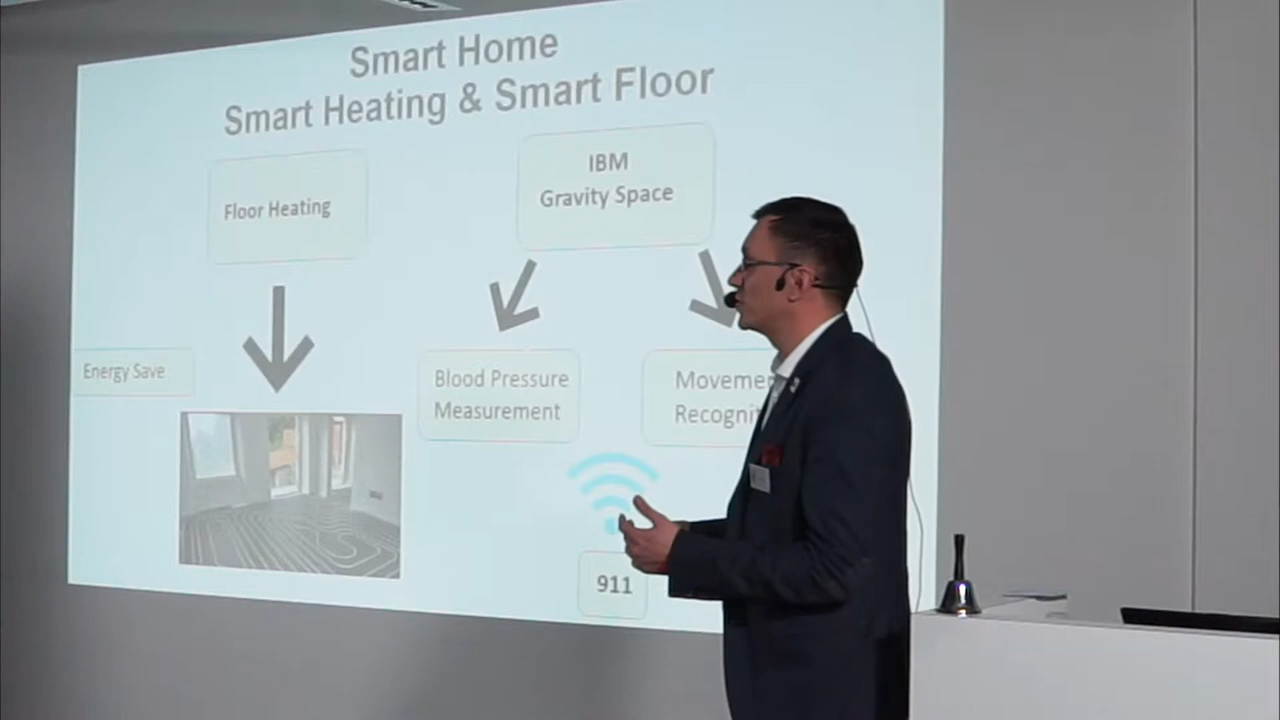 Smart Home
Smart Heating & Smart Floor
Floor Heating
IBM
Gravity Space
Energy Save
Blood Pressure
Measurement
911